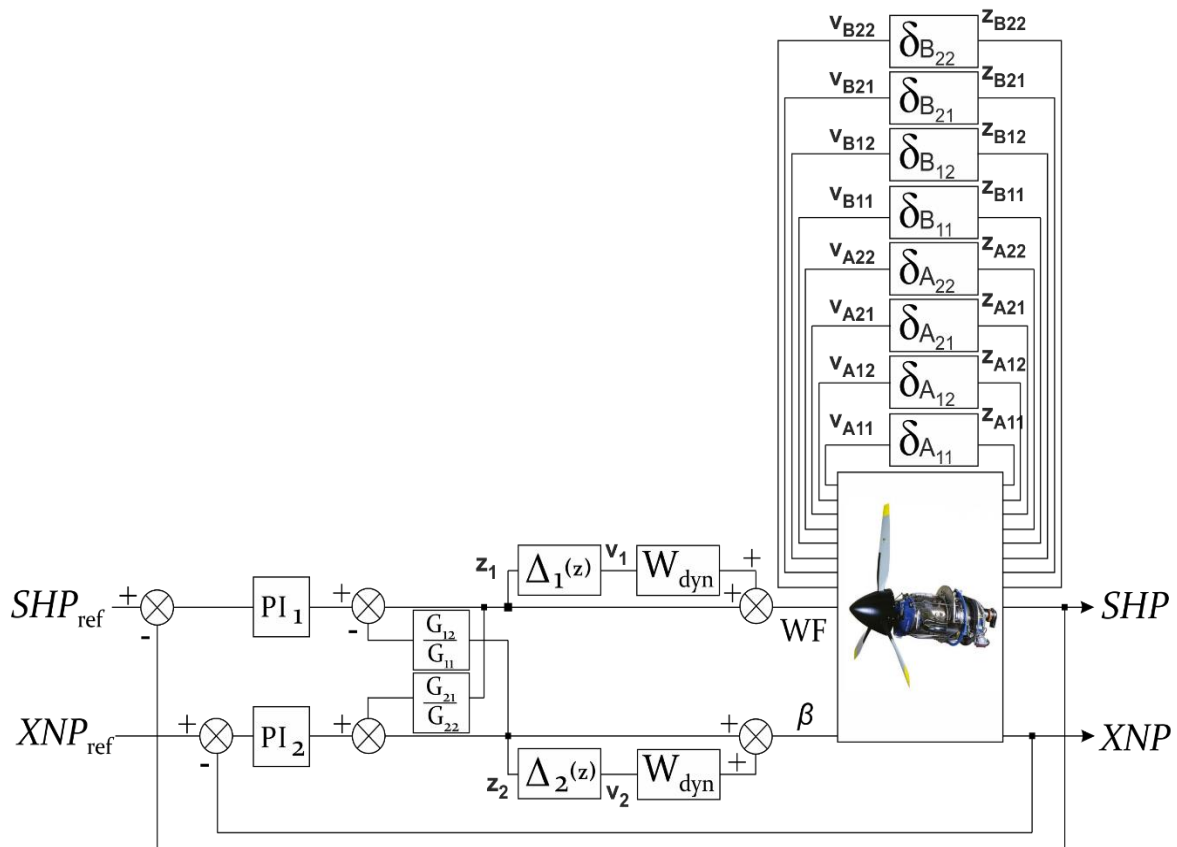 vB22 δB22 zB22
vB21 δB21 zB21
vB12 δB12 zB12
vB11 δB11 zB11
vA22 δA22 zA22
vA21 δA21 zA21
vA12 δA12 zA12
vA11 δA11 zA11
z1 Δ1(z) v1 Wdyn +
SHPref + - PI1 + - + WF SHP
G12
G11
G21
G22
XNPref + - PI2 + + β XNP
z2 Δ2(z) v2 Wdyn +